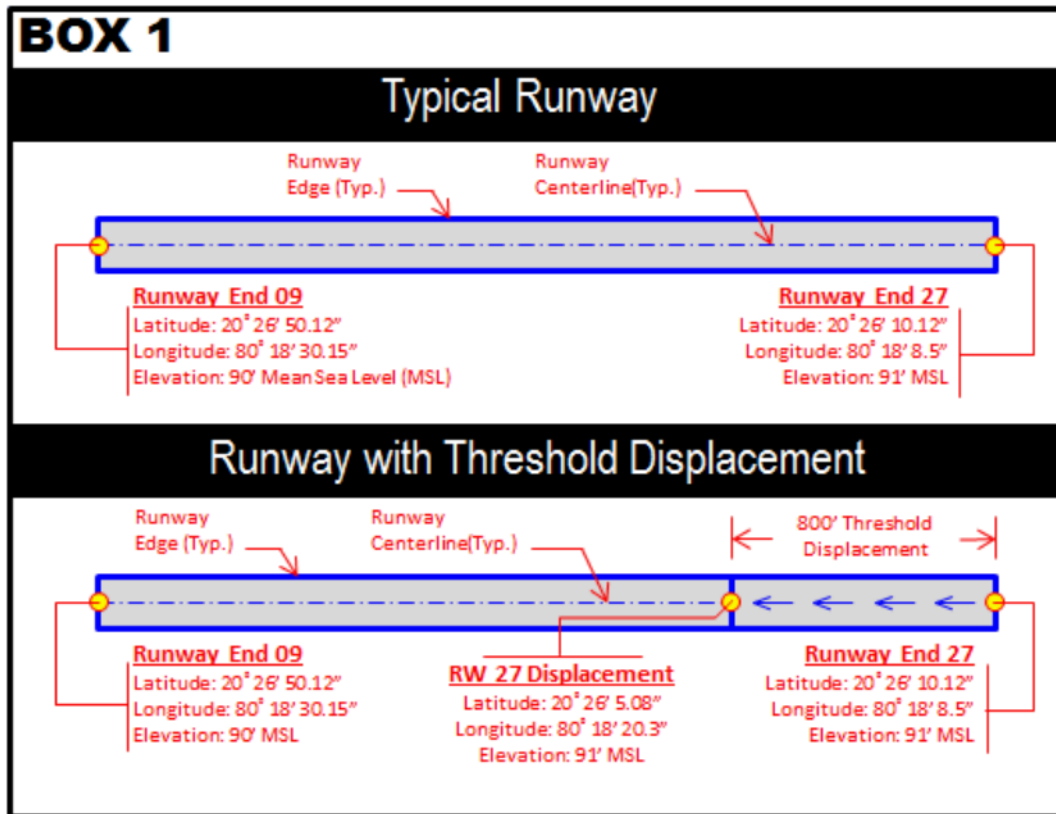 BOX 1
Typical Runway
Runway
Edge (Typ.)
Runway
Centerline(Typ.)
Runway End 09
Latitude: 20° 26' 50.12"
Longitude: 80° 18' 30.15"
Elevation: 90' Mean Sea Level (MSL)
Runway End 27
Latitude: 20° 26' 10.12"
Longitude: 80° 18' 8.5"
Elevation: 91' MSL
Runway with Threshold Displacement
Runway
Edge (Typ.)
Runway
Centerline(Typ.)
800' Threshold
Displacement
Runway End 09
Latitude: 20° 26' 50.12"
Longitude: 80° 18' 30.15"
Elevation: 90' MSL
RW 27 Displacement
Latitude: 20° 26' 5.08"
Longitude: 80° 18' 20.3"
Elevation: 91' MSL
Runway End 27
Latitude: 20° 26' 10.12"
Longitude: 80° 18' 8.5"
Elevation: 91' MSL